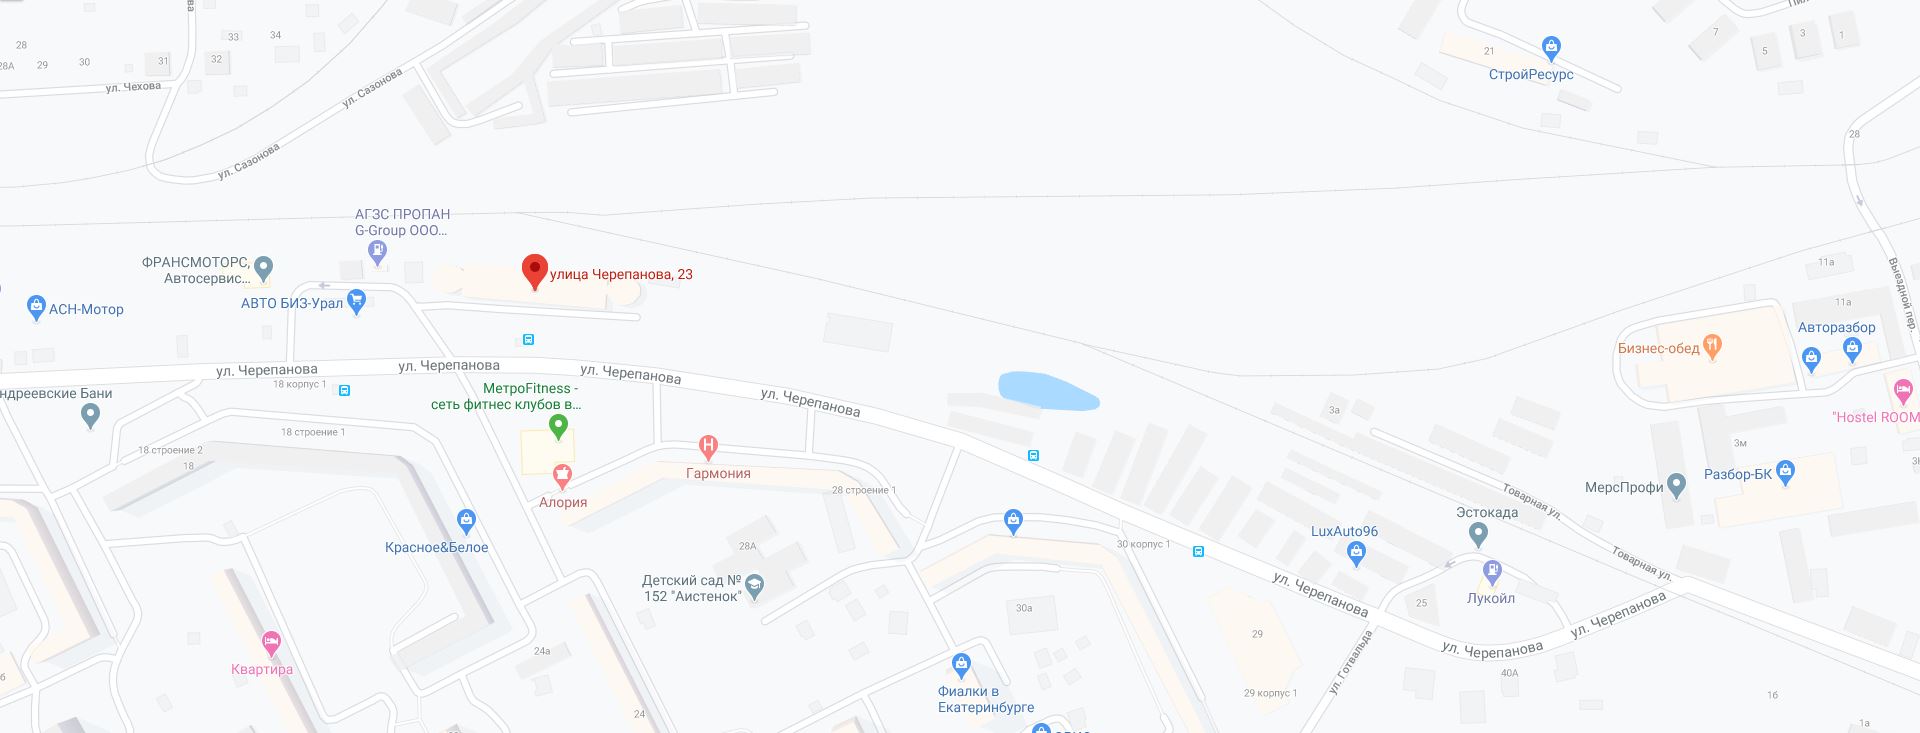 33
34
28
28А
29
30
31
32
ул. Чехова
ул. Сазонова
ул. Сазонова
21
СтройРесурс
7
5
3
1
28
АГЗС ПРОПАН
G-Group ООО...
ФРАНСМОТОРС,
Автосервис...
АСН-Мотор
АВТО БИЗ-Урал
улица Черепанова, 23
11а
11а
Выездной пер.
Авторазбор
Бизнес-обед
"Hostel ROOM
ул. Черепанова
ул. Черепанова
ул. Черепанова
ул. Черепанова
18 корпус 1
ндреевские Бани
МетроFitness -
сеть фитнес клубов в...
18 строение 1
18 строение 2
18
Гармония
Алория
28 строение 1
3а
3м
Разбор-БК
МерсПрофи
Товарная ул.
Эстокада
LuxAuto96
Красное&Белое
28А
30 корпус 1
Детский сад №
152 "Аистенок"
Товарная ул.
Лукойл
25
ул. Черепанова
ул. Черепанова
ул. Черепанова
30а
29
ул. Готвальда
Квартира
24а
40А
29 корпус 1
Фиалки в
Екатеринбурге
24
1б
1а